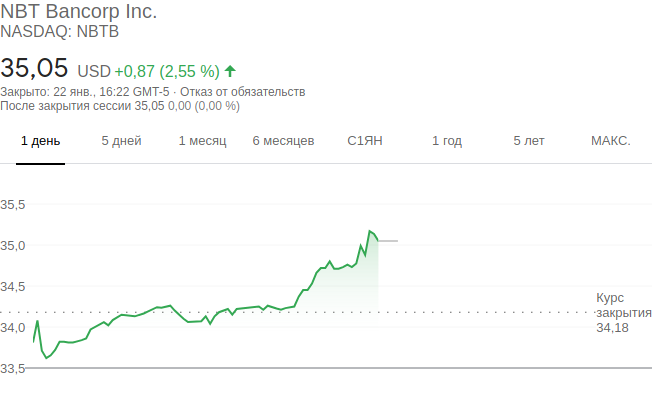 NBT Bancorp Inc.
NASDAQ: NBTB
35,05 USD +0,87 (2,55 %)
Закрыто: 22 янв., 16:22 GMT-5 · Отказ от обязательств
После закрытия сессии 35,05 0,00 (0,00 %)
1 день 5 дней 1 месяц 6 месяцев С1ЯН 1 год 5 лет МАКС.
35,5
35,0
34,5
Курс
закрытия
34,18
34,0
33,5